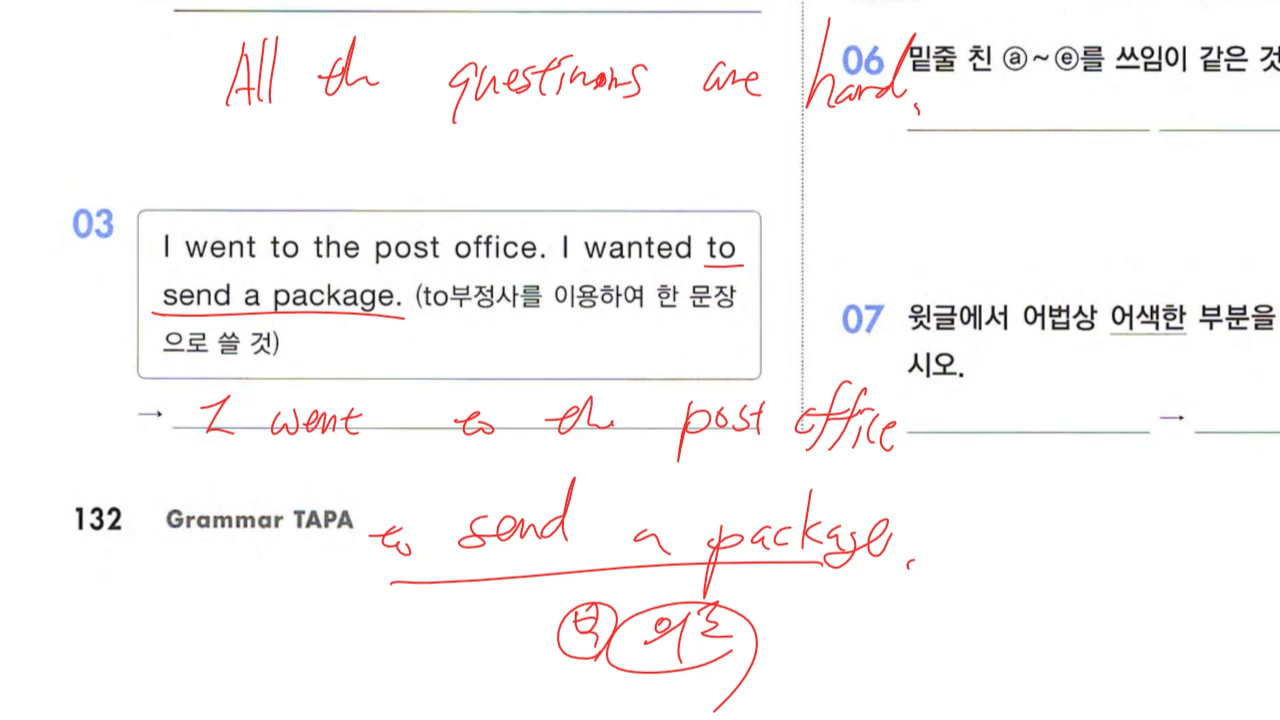 All the questinons are hard.
03
I went to the post office. I wanted to
send a package. (to부정사를 이용하여 한 문장
으로 쓸 것)
→ I went to the post office
to send a package.
132 Grammar TAPA
06 밑줄 친 ⓐ~ⓔ를 쓰임이 같은 것
07 윗글에서 어법상 어색한 부분을
시오.
→